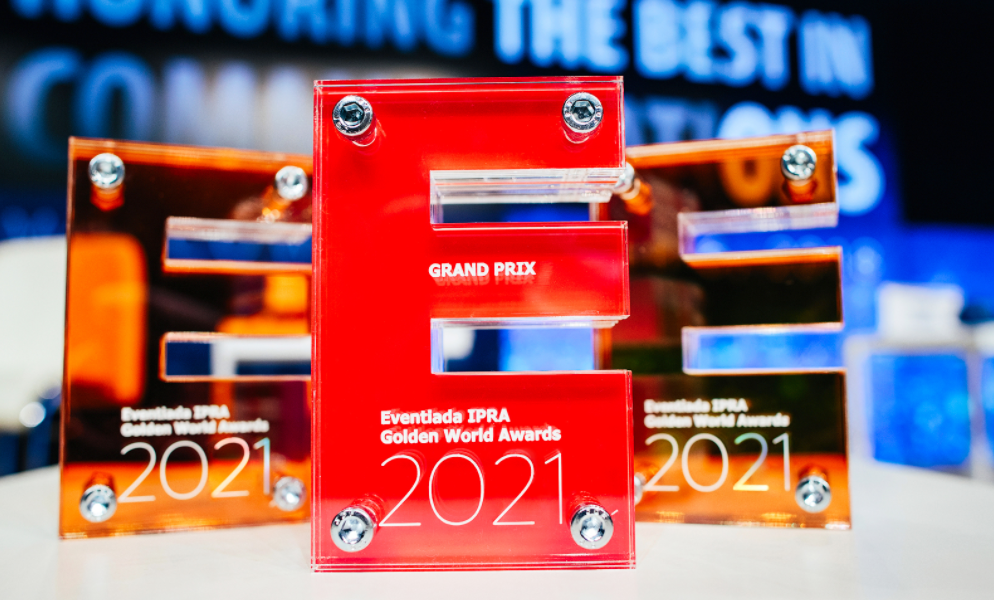 HONORING THE BEST IN
GRAND PRIX
Eventiada IPRA
Golden World Awards
2021
Eventiada IPRA
Golden World Awards
2021
Eventiada IPRA
Golden World Awards
2021